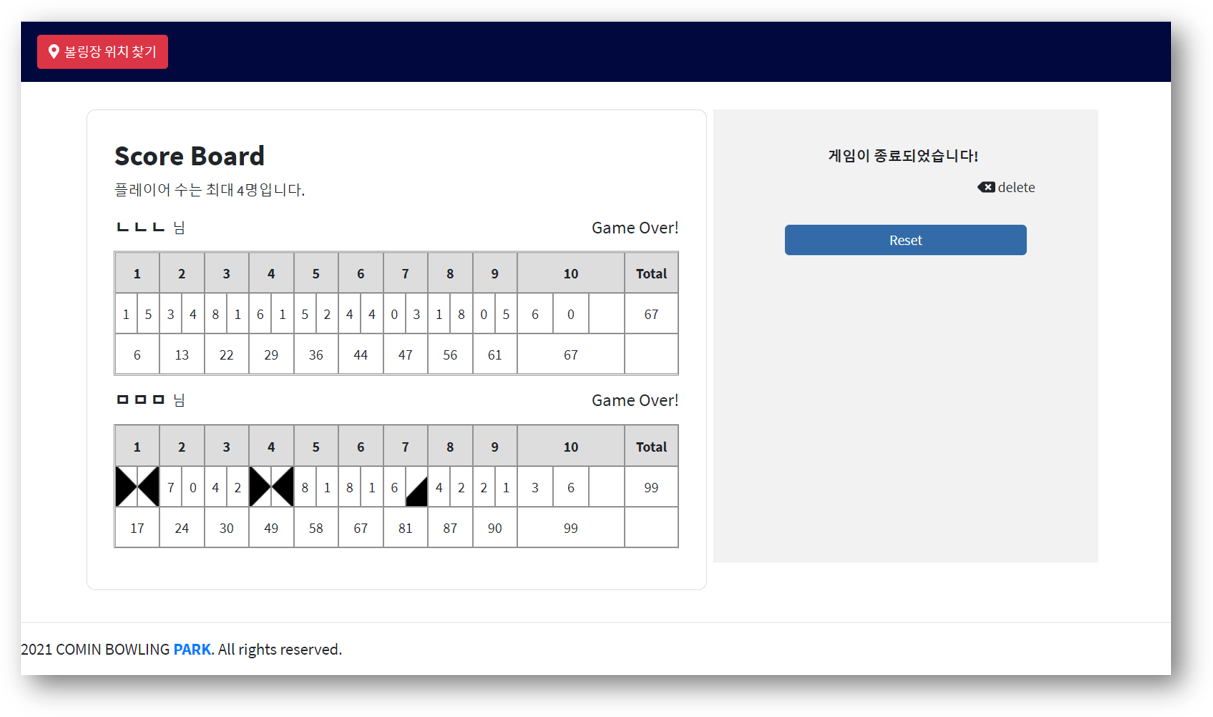 볼링장 위치 찾기
Score Board
플레이어 수는 최대 4명입니다.
ㄴㄴㄴ 님 Game Over!
1 2 3 4 5 6 7 8 9 10 Total
1 5 3 4 8 1 6 1 5 2 4 4 0 3 1 8 0 5 6 0 67
6 13 22 29 36 44 47 56 61 67
ㅁㅁㅁ 님 Game Over!
1 2 3 4 5 6 7 8 9 10 Total
7 0 4 2 8 1 8 1 6 4 2 2 1 3 6 99
17 24 30 49 58 67 81 87 90 99
게임이 종료되었습니다!
delete
Reset
2021 COMIN BOWLING PARK. All rights reserved.